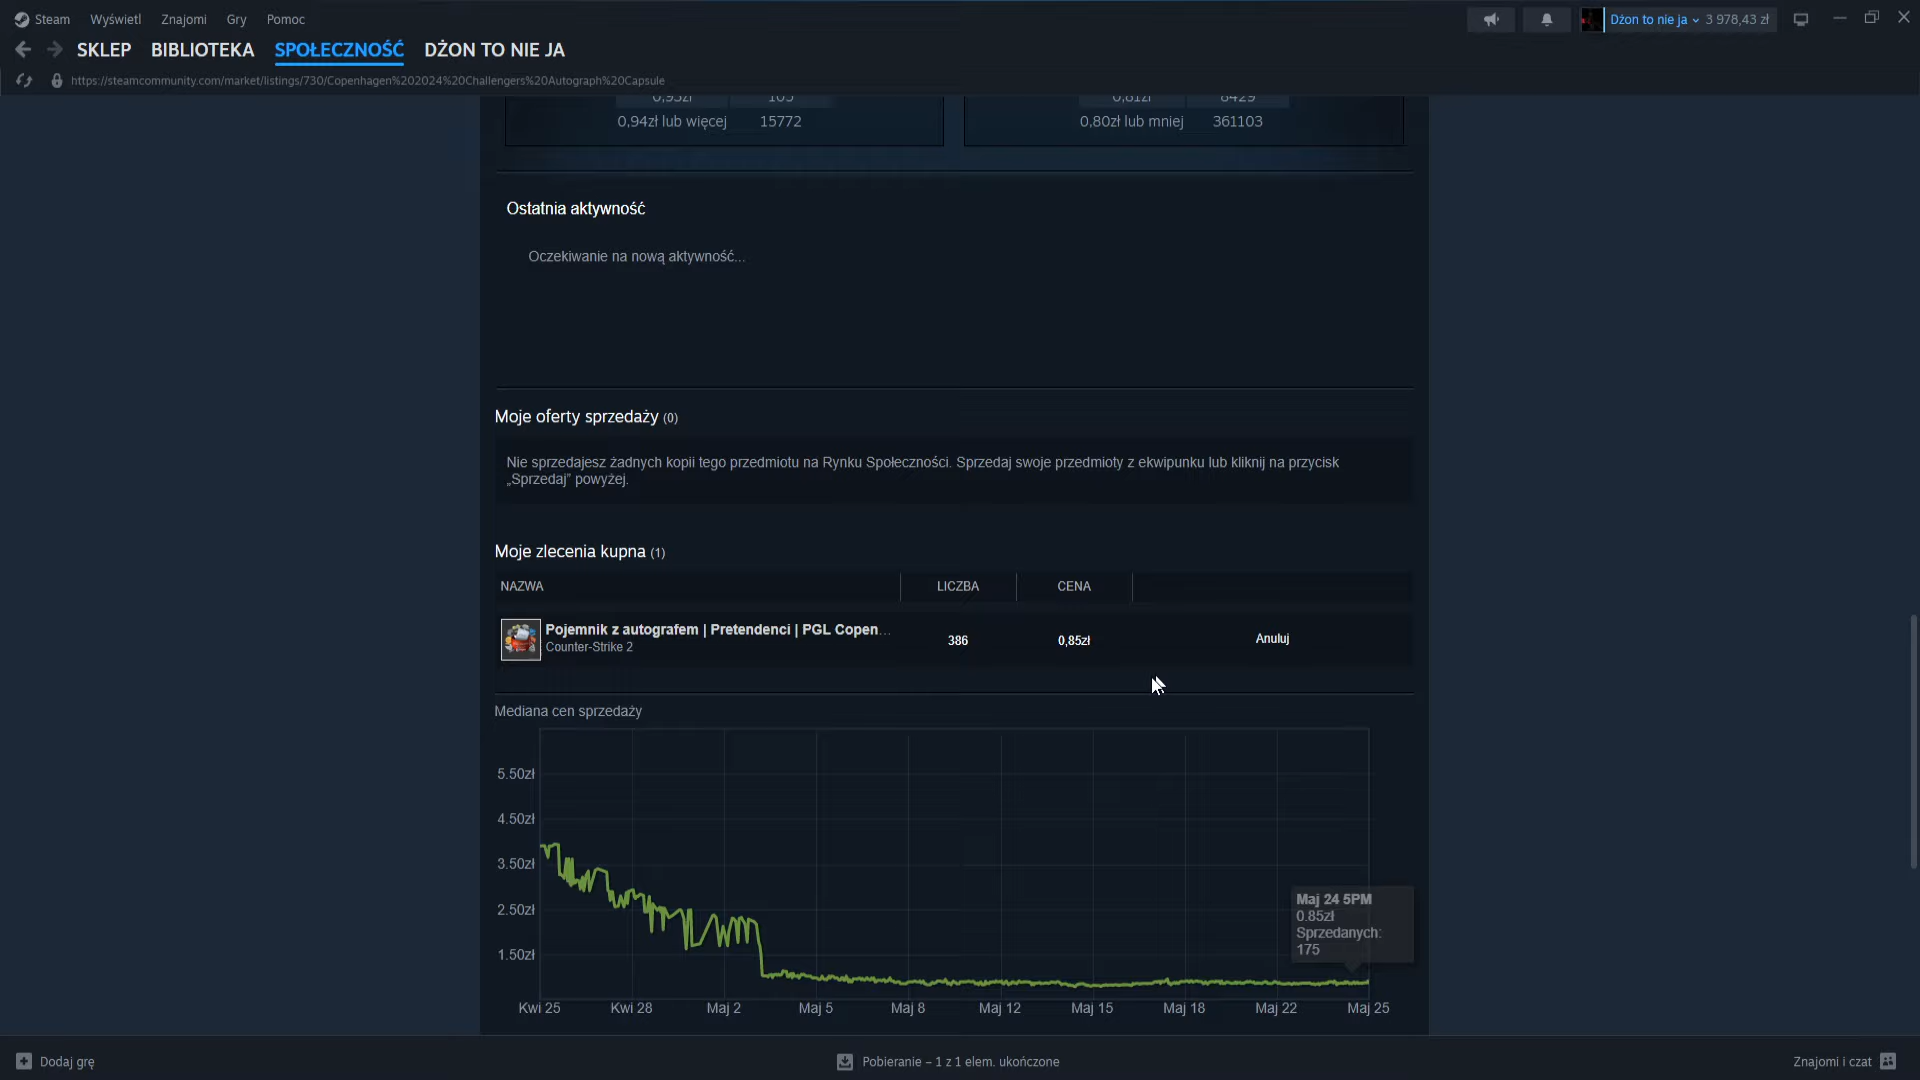 Steam Wyświetl Znajomi Gry Pomoc
Dżon to nie ja 3 978,43 zł
SKLEP BIBLIOTEKA SPOŁECZNOŚĆ DŻON TO NIE JA
https://steamcommunity.com/market/listings/730/Copenhagen%202024%20Challengers%20Autograph%20Capsule
0,93zł 105 0,81zł 8429
0,94zł lub więcej 15772 0,80zł lub mniej 361103
Ostatnia aktywność
Oczekiwanie na nową aktywność...
Moje oferty sprzedaży (0)
Nie sprzedajesz żadnych kopii tego przedmiotu na Rynku Społeczności. Sprzedaj swoje przedmioty z ekwipunku lub kliknij na przycisk
„Sprzedaj” powyżej.
Moje zlecenia kupna (1)
NAZWA LICZBA CENA
Pojemnik z autografem | Pretendenci | PGL Copen...
Counter-Strike 2
386 0,85zł Anuluj
Mediana cen sprzedaży
5.50zł
4.50zł
3.50zł
2.50zł
1.50zł
Maj 24 5PM
0.85zł
Sprzedanych:
175
Kwi 25 Kwi 28 Maj 2 Maj 5 Maj 8 Maj 12 Maj 15 Maj 18 Maj 22 Maj 25
Dodaj grę Pobieranie – 1 z 1 elem. ukończone Znajomi i czat